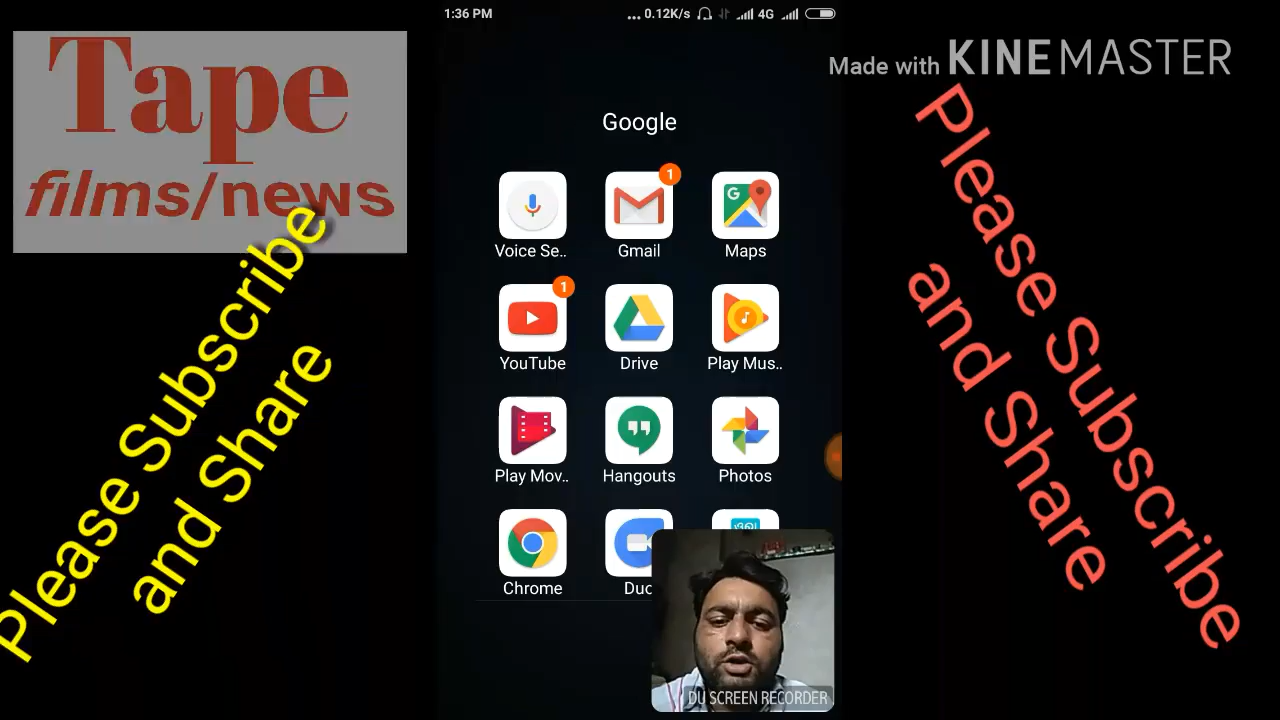 Tape
films/news
Please Subscribe
and Share
1:36 PM
... 0.12K/s 4G
Google
1
Voice Se..
Gmail
G
Maps
1
YouTube
Drive
Play Mus..
Play Mov..
Hangouts
Photos
Chrome
Duo
DU SCREEN RECORDER
Made with KINEMASTER
Please Subscribe
and Share